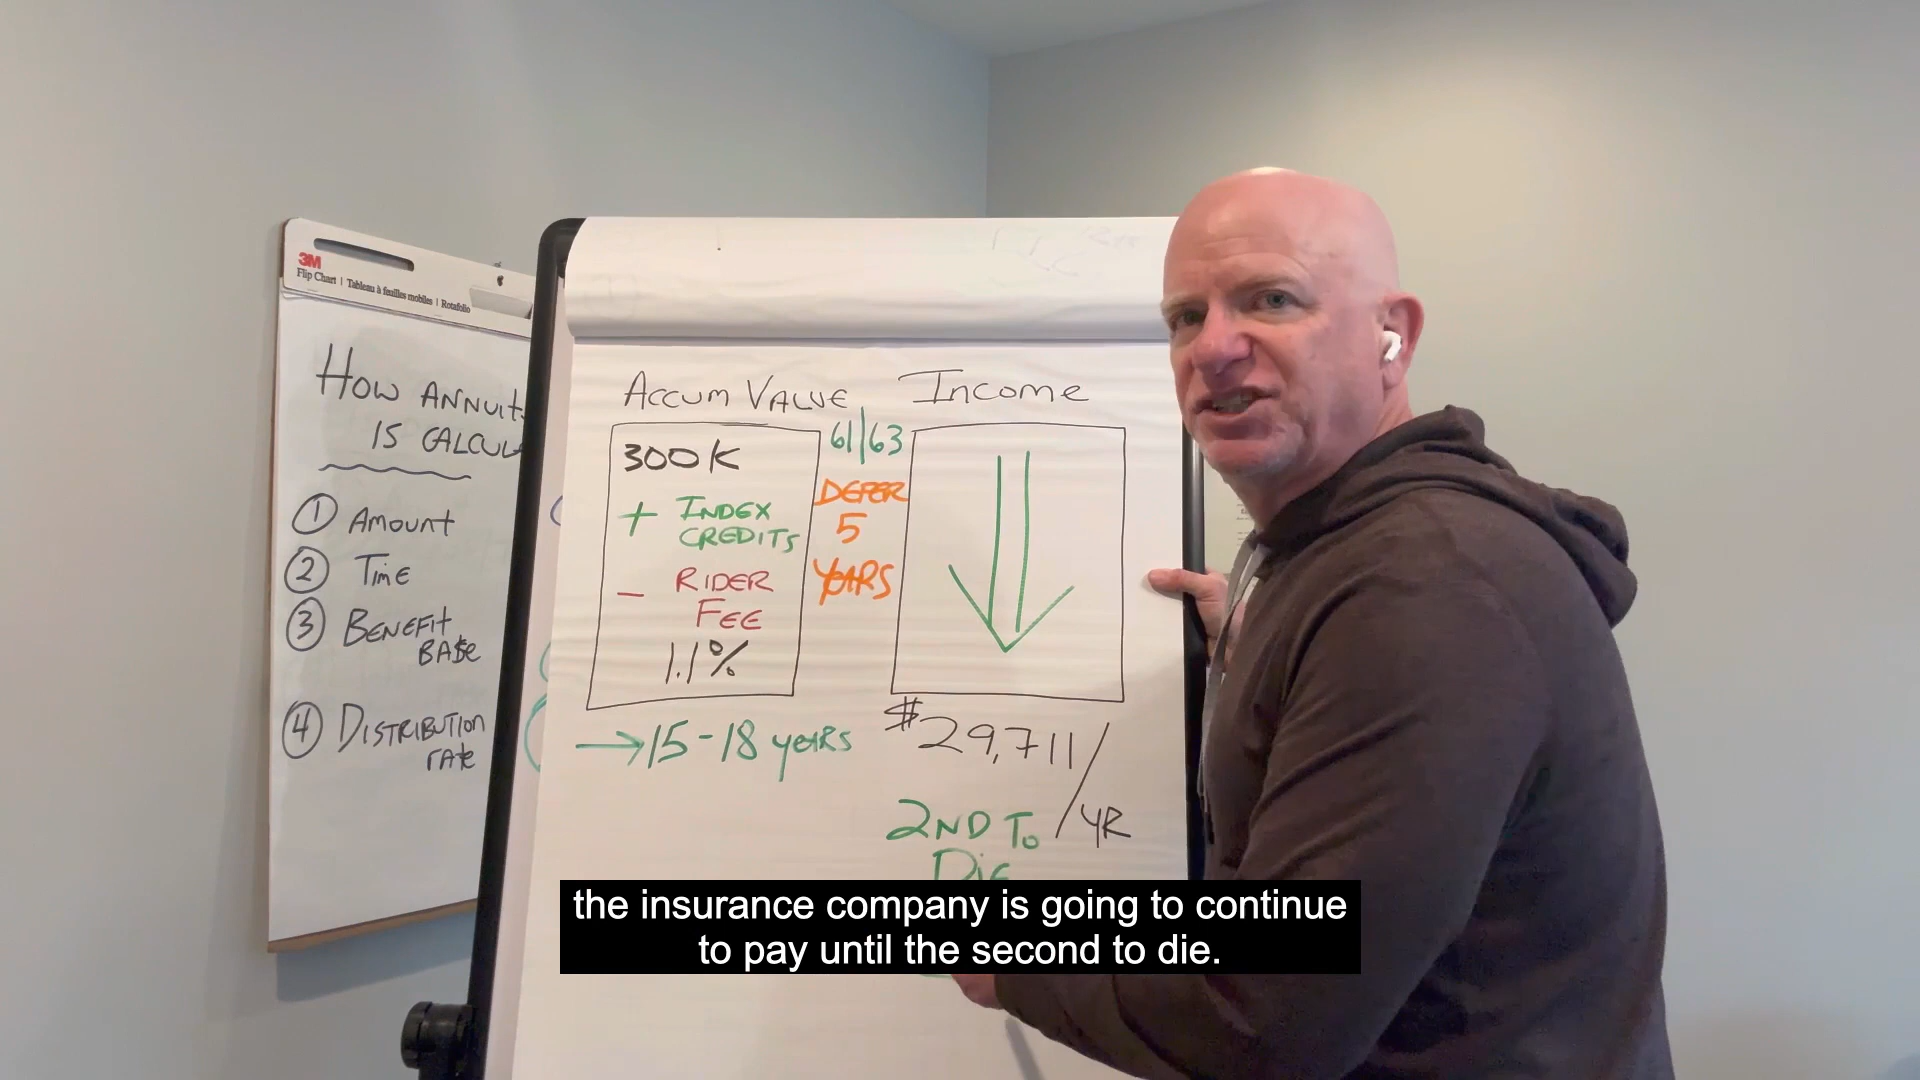 3M
Flip Chart | Tableau à feuilles mobiles | Rotafolio
HOW ANNUIT
IS CALCUL
1 AMOUNT
2 TIME
3 BENEFIT
BA$E
4 DISTRIBUTION
RATE
ACCUM VALUE
INCOME
300K
+ INDEX
CREDITS
- RIDER
FEE
1.1%
61|63
DEFER
5
YEARS
→ 15-18 YEARS
$29,711/
YR
2ND TO
DIE
the insurance company is going to continue
to pay until the second to die.